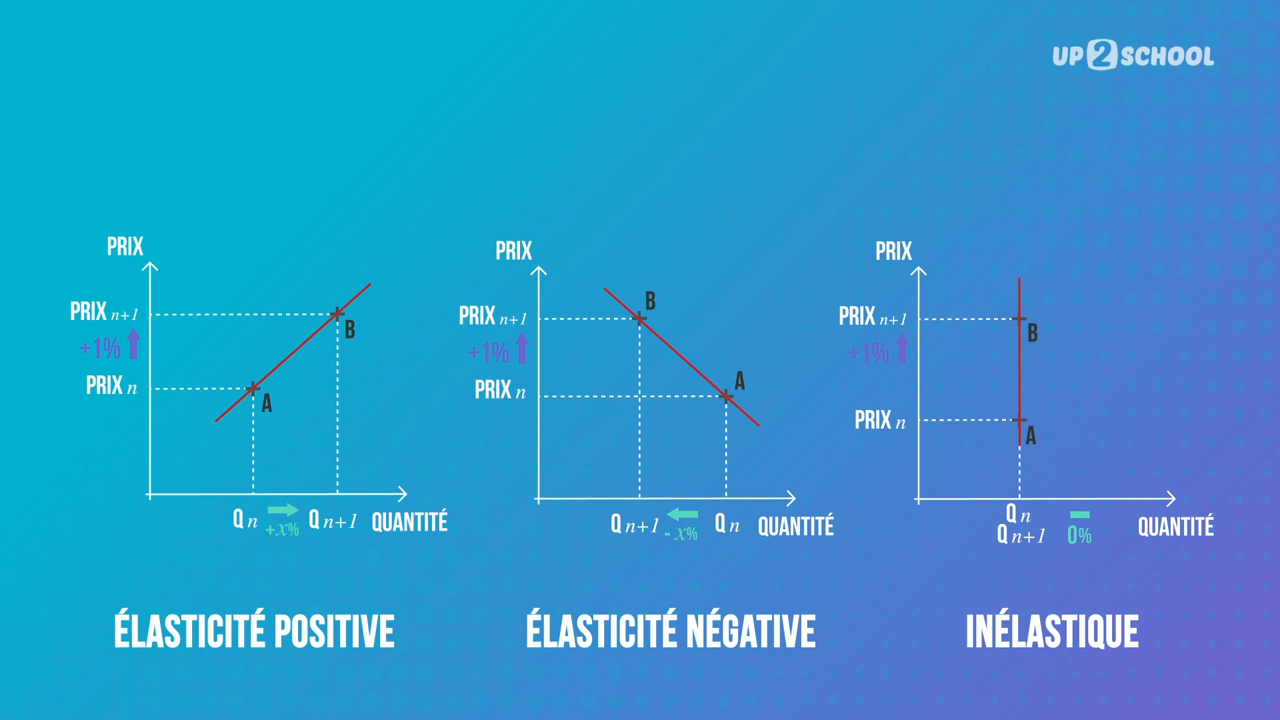 UP2SCHOOL
PRIX
PRIX n+1
+1%
PRIX n
B
A
Q n
+x%
Q n+1
QUANTITÉ
ÉLASTICITÉ POSITIVE
PRIX
PRIX n+1
+1%
PRIX n
B
A
Q n+1
- x%
Q n
QUANTITÉ
ÉLASTICITÉ NÉGATIVE
PRIX
PRIX n+1
+1%
PRIX n
B
A
Q n
Q n+1
0%
QUANTITÉ
INÉLASTIQUE